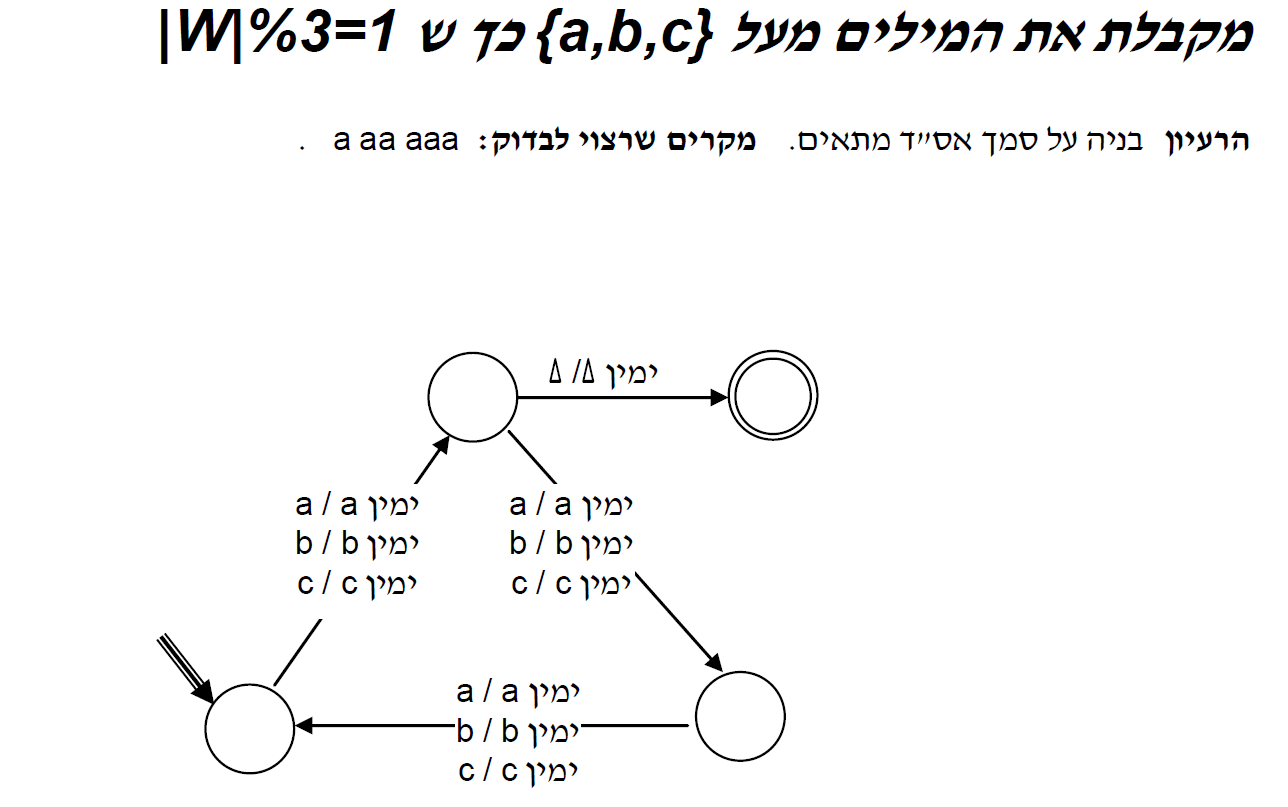 מקבלת את המילים מעל {a,b,c} כך ש |W|%3=1
הרעיון בניה על סמך אס״ד מתאים. מקרים שרצוי לבדוק: a aa aaa .
Δ /Δ ימין
a / a ימין
b / b ימין
c / c ימין
a / a ימין
b / b ימין
c / c ימין
a / a ימין
b / b ימין
c / c ימין